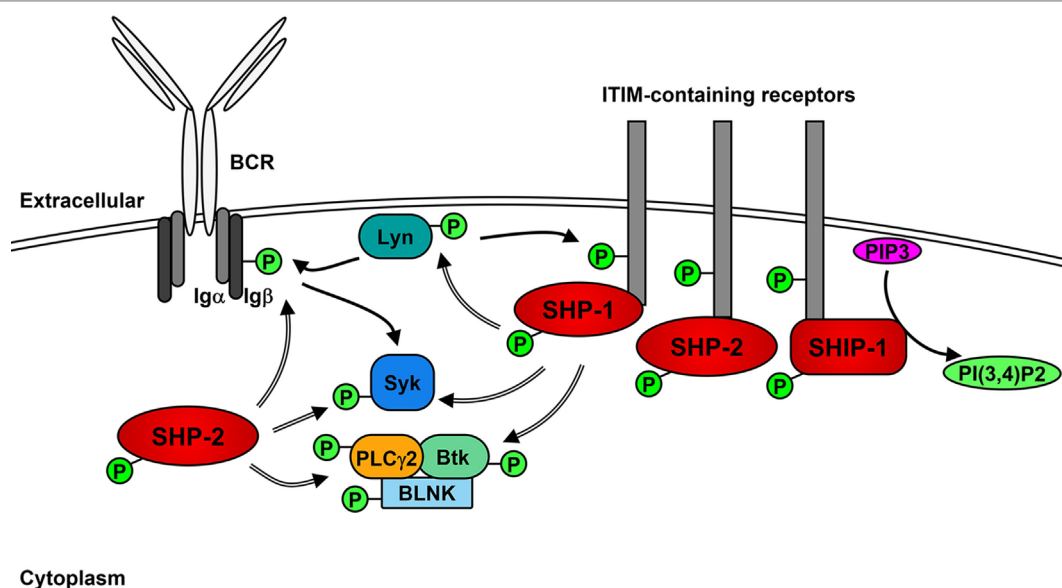 ITIM-containing receptors
BCR
Extracellular
Lyn
P
P
P
P
P
PIP3
Igα
Igβ
SHP-1
P
SHP-2
P
SHIP-1
P
PI(3,4)P2
Syk
P
SHP-2
P
P
PLCγ2
Btk
P
BLNK
P
Cytoplasm